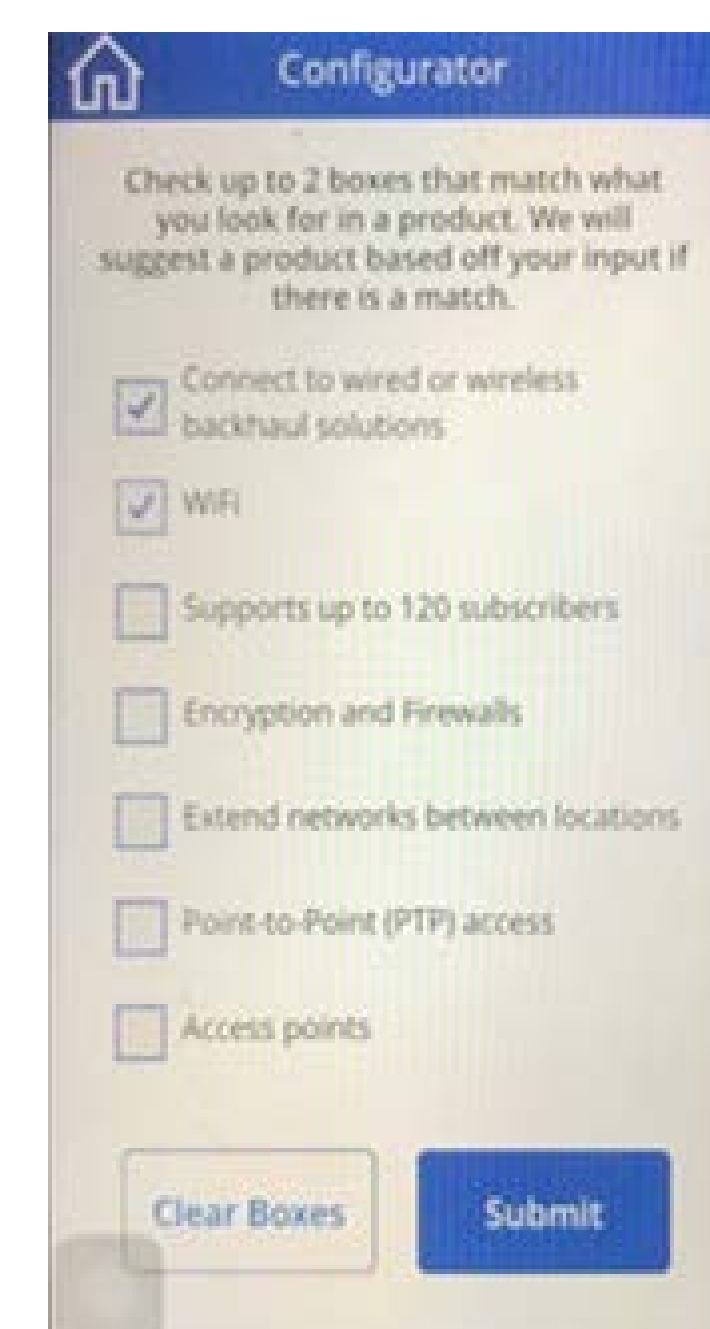 Configurator
Check up to 2 boxes that match what
you look for in a product. We will
suggest a product based off your input if
there is a match.
Connect to wired or wireless
backhaul solutions
WiFi
Supports up to 120 subscribers
Encryption and Firewalls
Extend networks between locations
Point-to-Point (PTP) access
Access points
Clear Boxes
Submit